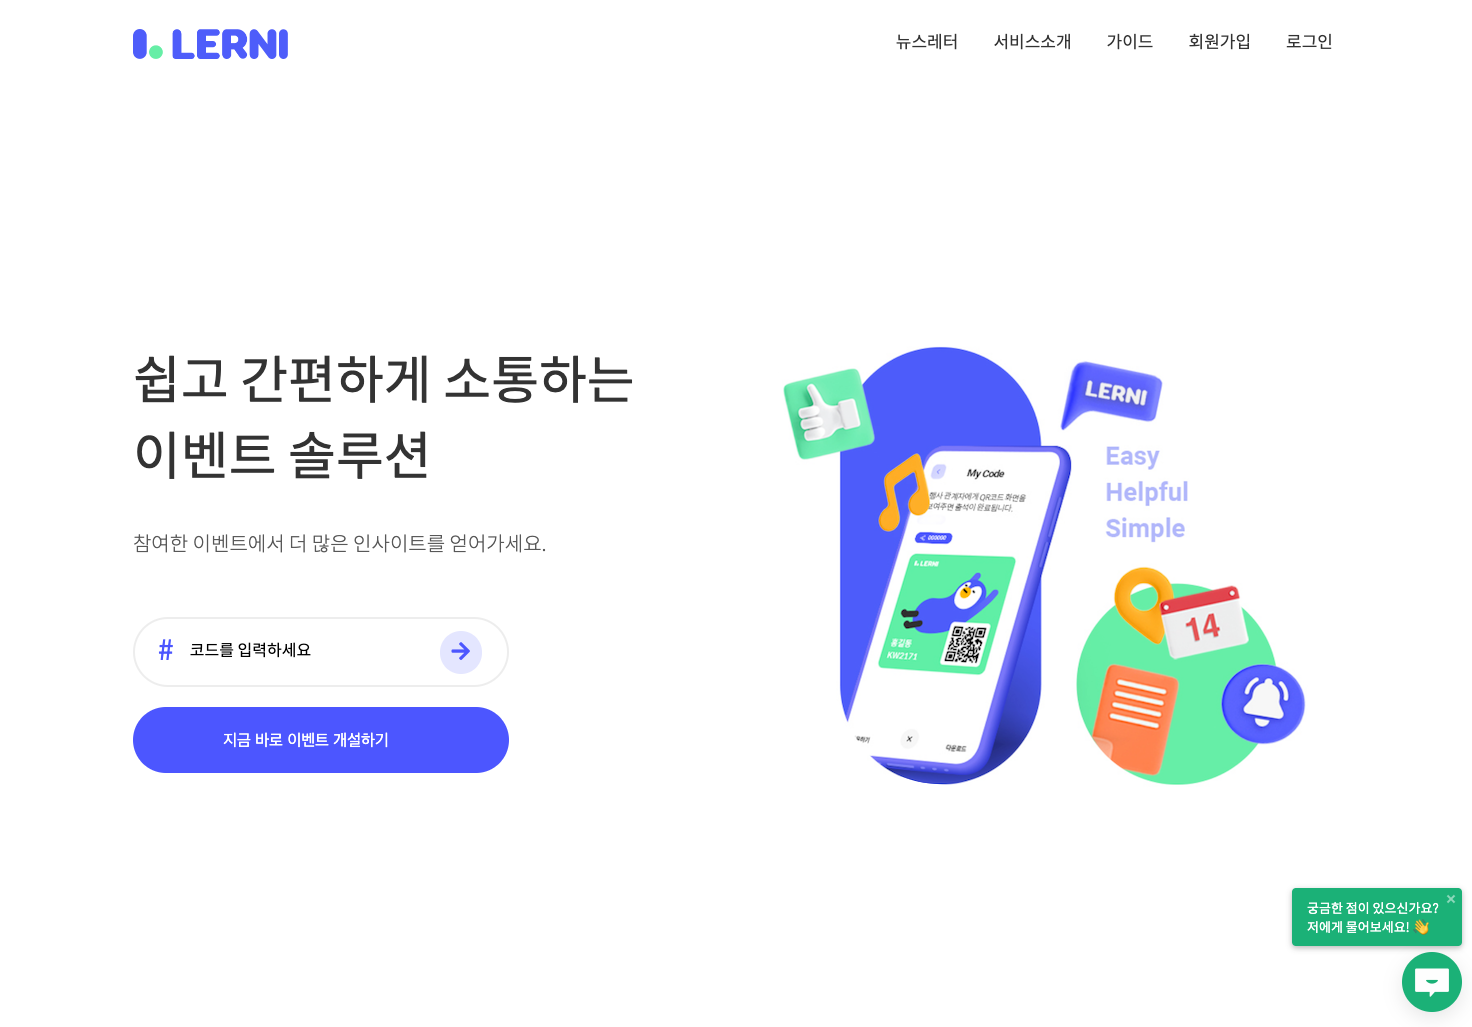 LERNI
뉴스레터
서비스소개
가이드
회원가입
로그인
쉽고 간편하게 소통하는
이벤트 솔루션
참여한 이벤트에서 더 많은 인사이트를 얻어가세요.
# 코드를 입력하세요
지금 바로 이벤트 개설하기
LERNI
Easy
Helpful
Simple
My Code
행사 관계자에게 QR코드 화면을
보여주면 출석이 완료됩니다.
000000
LERNI
홍길동
KW2171
다운로드
14
궁금한 점이 있으신가요?
저에게 물어보세요! 👋